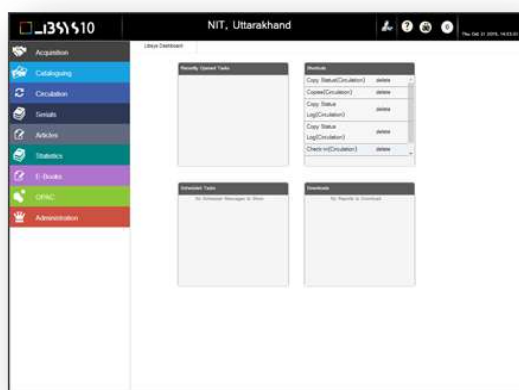 NIT, Uttarakhand
Libsys Dashboard
Acquisition
Cataloguing
Circulation
Serials
Articles
Statistics
E-Books
OPAC
Administration
Recently Opened Tasks
Shortcuts
Copy Status(Circulation) delete
Copies(Circulation) delete
Copy Status
Log(Circulation) delete
Copy Status
Log(Circulation) delete
Check-in(Circulation) delete
Scheduled Tasks
Downloads
No Scheduler Messages to Show
No Reports to Download